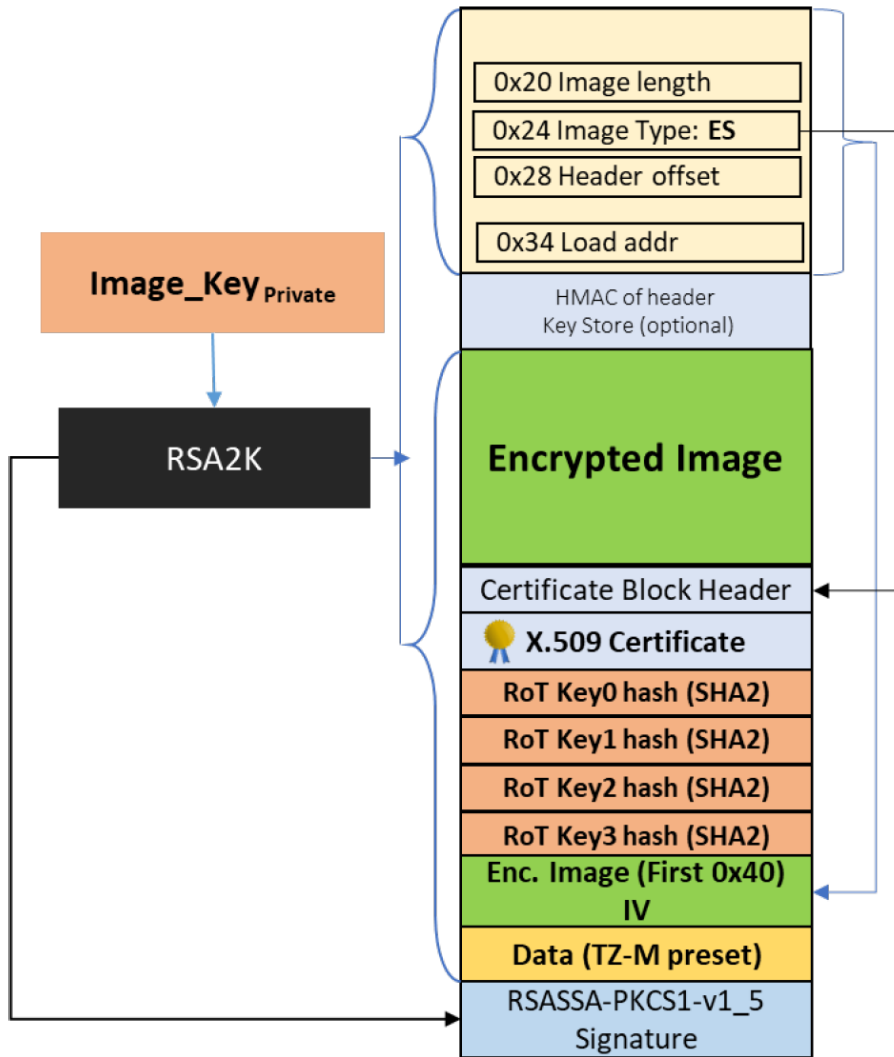 0x20 Image length
0x24 Image Type: ES
0x28 Header offset
0x34 Load addr
Image_Key Private
HMAC of header
Key Store (optional)
RSA2K
Encrypted Image
Certificate Block Header
X.509 Certificate
RoT Key0 hash (SHA2)
RoT Key1 hash (SHA2)
RoT Key2 hash (SHA2)
RoT Key3 hash (SHA2)
Enc. Image (First 0x40)
IV
Data (TZ-M preset)
RSASSA-PKCS1-v1_5
Signature